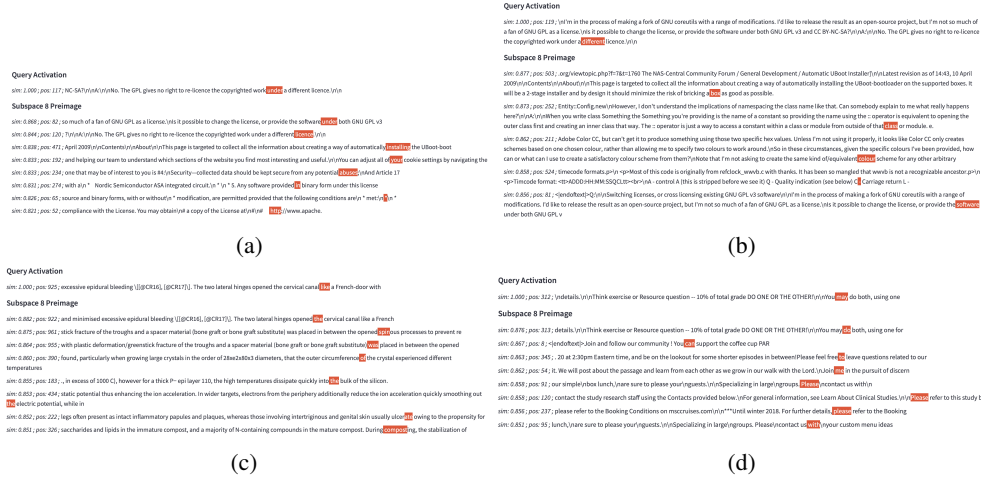 Query Activation
sim: 1.000 ; pos: 117 ; NC-SA?\n\nA:\n\nNo. The GPL gives no right to re-licence the copyrighted work under a different licence.\n\n
Subspace 8 Preimage
sim: 0.868 ; pos: 82 ; so much of a fan of GNU GPL as a license.\nIs it possible to change the license, or provide the software under both GNU GPL v3
sim: 0.844 ; pos: 120 ; ?\n\nA:\n\nNo. The GPL gives no right to re-licence the copyrighted work under a different licence.\n\n
sim: 0.838 ; pos: 471 ; April 2009\n\nContents\n\nAbout\n\nThis page is targeted to collect all the information about creating a way of automatically installing the UBoot-boot
sim: 0.833 ; pos: 192 ; and helping our team to understand which sections of the website you find most interesting and useful.\n\nYou can adjust all of your cookie settings by navigating the
sim: 0.833 ; pos: 234 ; one that may be of interest to you is #4!\n\nSecurity—collected data should be kept secure from any potential abuses\n\nAnd Article 17
sim: 0.831 ; pos: 274 ; with a\n * Nordic Semiconductor ASA integrated circuit.\n * \n * 5. Any software provided in binary form under this license
sim: 0.826 ; pos: 65 ; source and binary forms, with or without\n * modification, are permitted provided that the following conditions are\n * met:\n *\n *
sim: 0.821 ; pos: 52 ; compliance with the License. You may obtain\n# a copy of the License at\n#\n# http://www.apache.
(a)
Query Activation
sim: 1.000 ; pos: 119 ; \nI'm in the process of making a fork of GNU coreutils with a range of modifications. I'd like to release the result as an open-source project, but I'm not so much of
a fan of GNU GPL as a license.\nIs it possible to change the license, or provide the software under both GNU GPL v3 and CC BY-NC-SA?\n\nA:\n\nNo. The GPL gives no right to re-licence
the copyrighted work under a different licence.\n\n
Subspace 8 Preimage
sim: 0.877 ; pos: 503 ; .org/viewtopic.php?f=7&t=1760 The NAS-Central Community Forum / General Development / Automatic UBoot Installer]\n\nLatest revision as of 14:43, 10 April
2009\n\nContents\n\nAbout\n\nThis page is targeted to collect all the information about creating a way of automatically installing the UBoot-bootloader on the supported boxes. It
will be a 2-stage installer and by design it should minimize the risk of bricking a box as good as possible.
sim: 0.873 ; pos: 252 ; Entity::Config.new\n\nHowever, I don't understand the implications of namespacing the class name like that. Can somebody explain to me what really happens
here?\n\nA:\n\nWhen you write class Something the Something you're providing is the name of a constant so providing the name using the :: operator is equivalent to opening the
outer class first and creating an inner class that way. The :: operator is just a way to access a constant within a class or module from outside of that class or module. e.
sim: 0.862 ; pos: 211 ; Adobe Color CC, but can't get it to produce something using those two specific hex values. Unless I'm not using it properly, it looks like Color CC only creates
schemes based on one chosen colour, rather than allowing me to specify two colours to work around.\n\nSo in these circumstances, given the specific colours I've been provided, how
can or what can I use to create a satisfactory colour scheme from them?\n\nNote that I'm not asking to create the same kind of/equivalent colour scheme for any other arbitrary
sim: 0.858 ; pos: 524 ; timecode formats.<p>\n <p>Most of this code is originally from refclock_wwvb.c with thanks. It has been so mangled that wwvb is not a recognizable ancestor.<p>\n
<p>Timcode format: <tt>ADDD:HH:MM:SSQCL<tt><br>\nA - control A (this is stripped before we see it) Q - Quality indication (see below) C - Carriage return L -
sim: 0.856 ; pos: 81 ; <|endoftext|>Q:\n\nSwitching licenses, or cross licensing existing GNU GPL software\n\nI'm in the process of making a fork of GNU coreutils with a range of
modifications. I'd like to release the result as an open-source project, but I'm not so much of a fan of GNU GPL as a license.\nIs it possible to change the license, or provide the software
under both GNU GPL v
(b)
Query Activation
sim: 1.000 ; pos: 925 ; excessive epidural bleeding \[[@CR16], [@CR17]\]. The two lateral hinges opened the cervical canal like a French-door with
Subspace 8 Preimage
sim: 0.882 ; pos: 922 ; and minimised excessive epidural bleeding \[[@CR16], [@CR17]\]. The two lateral hinges opened the cervical canal like a French
sim: 0.875 ; pos: 961 ; stick fracture of the troughs and a spacer material (bone graft or bone graft substitute) was placed in between the opened spinous processes to prevent re
sim: 0.864 ; pos: 955 ; with plastic deformation/greenstick fracture of the troughs and a spacer material (bone graft or bone graft substitute) was placed in between the opened
sim: 0.860 ; pos: 390 ; found, particularly when growing large crystals in the order of 28ae2a80x3 diameters, that the outer circumference of the crystal experienced different
temperatures
sim: 0.855 ; pos: 183 ; ., in excess of 1000 C), however for a thick P− epi layer 110, the high temperatures dissipate quickly into the bulk of the silicon.
sim: 0.853 ; pos: 434 ; static potential thus enhancing the ion acceleration. In wider targets, electrons from the periphery additionally reduce the ion acceleration quickly smoothing out
the electric potential, while in
sim: 0.852 ; pos: 222 ; legs often present as intact inflammatory papules and plaques, whereas those involving intertriginous and genital skin usually ulcerate owing to the propensity for
sim: 0.851 ; pos: 326 ; saccharides and lipids in the immature compost, and a majority of N-containing compounds in the mature compost. During composting, the stabilization of
(c)
Query Activation
sim: 1.000 ; pos: 312 ; \ndetails.\n\nThink exercise or Resource question -- 10% of total grade DO ONE OR THE OTHER!\n\nYou may do both, using one
Subspace 8 Preimage
sim: 0.876 ; pos: 313 ; details.\n\nThink exercise or Resource question -- 10% of total grade DO ONE OR THE OTHER!\n\nYou may do both, using one for
sim: 0.867 ; pos: 8 ; <|endoftext|>Join and follow our community ! You can support the coffee cup PAR
sim: 0.863 ; pos: 345 ; . 20 at 2:30pm Eastern time, and be on the lookout for some shorter episodes in between!Please feel free to leave questions related to our
sim: 0.862 ; pos: 54 ; it. We will post about the passage and learn from each other as we grow in our walk with the Lord.\n\nJoin me in the pursuit of discern
sim: 0.858 ; pos: 91 ; our simple\nbox lunch,\nare sure to please your\nguests.\n\nSpecializing in large\ngroups. Please\ncontact us with\n
sim: 0.858 ; pos: 120 ; contact the study research staff using the Contacts provided below.\n\nFor general information, see Learn About Clinical Studies.\n\n\nPlease refer to this study b
sim: 0.856 ; pos: 237 ; please refer to the Booking Conditions on msccruises.com\n\n***Until winter 2018. For further details, please refer to the Booking
sim: 0.851 ; pos: 95 ; lunch,\nare sure to please your\nguests.\n\nSpecializing in large\ngroups. Please\ncontact us with\nyour custom menu ideas
(d)